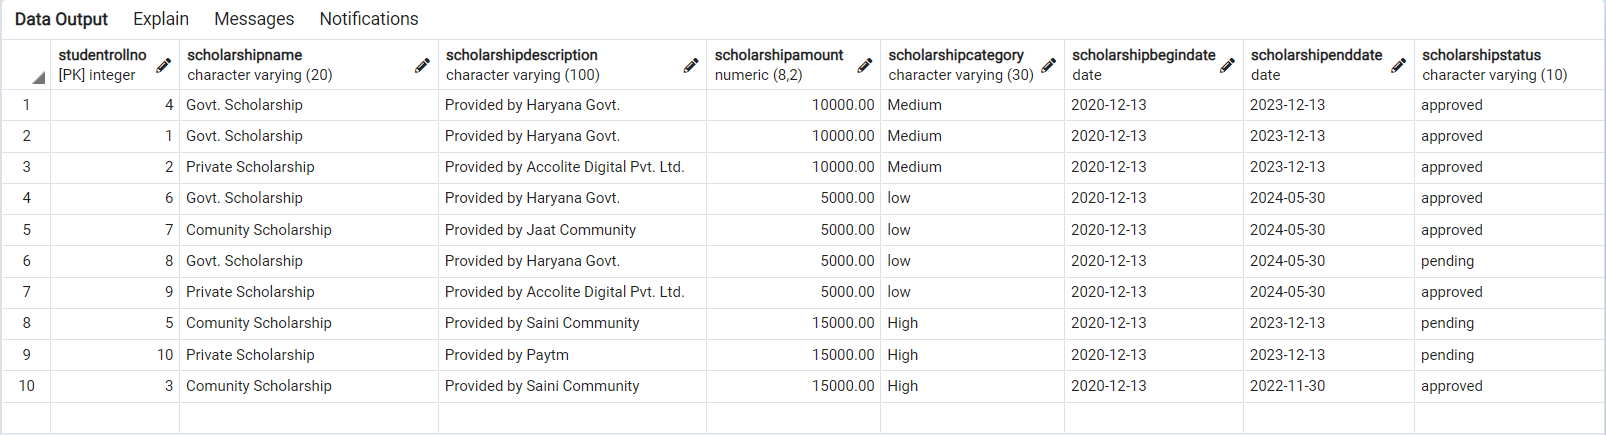 Data Output Explain Messages Notifications
studentrollno scholarshipname scholarshipdescription scholarshipamount scholarshipcategory scholarshipbegindate scholarshipenddate scholarshipstatus
[PK] integer character varying (20) character varying (100) numeric (8,2) character varying (30) date date character varying (10)
1 4 Govt. Scholarship Provided by Haryana Govt. 10000.00 Medium 2020-12-13 2023-12-13 approved
2 1 Govt. Scholarship Provided by Haryana Govt. 10000.00 Medium 2020-12-13 2023-12-13 approved
3 2 Private Scholarship Provided by Accolite Digital Pvt. Ltd. 10000.00 Medium 2020-12-13 2023-12-13 approved
4 6 Govt. Scholarship Provided by Haryana Govt. 5000.00 low 2020-12-13 2024-05-30 approved
5 7 Comunity Scholarship Provided by Jaat Community 5000.00 low 2020-12-13 2024-05-30 approved
6 8 Govt. Scholarship Provided by Haryana Govt. 5000.00 low 2020-12-13 2024-05-30 pending
7 9 Private Scholarship Provided by Accolite Digital Pvt. Ltd. 5000.00 low 2020-12-13 2024-05-30 approved
8 5 Comunity Scholarship Provided by Saini Community 15000.00 High 2020-12-13 2023-12-13 pending
9 10 Private Scholarship Provided by Paytm 15000.00 High 2020-12-13 2023-12-13 pending
10 3 Comunity Scholarship Provided by Saini Community 15000.00 High 2020-12-13 2022-11-30 approved